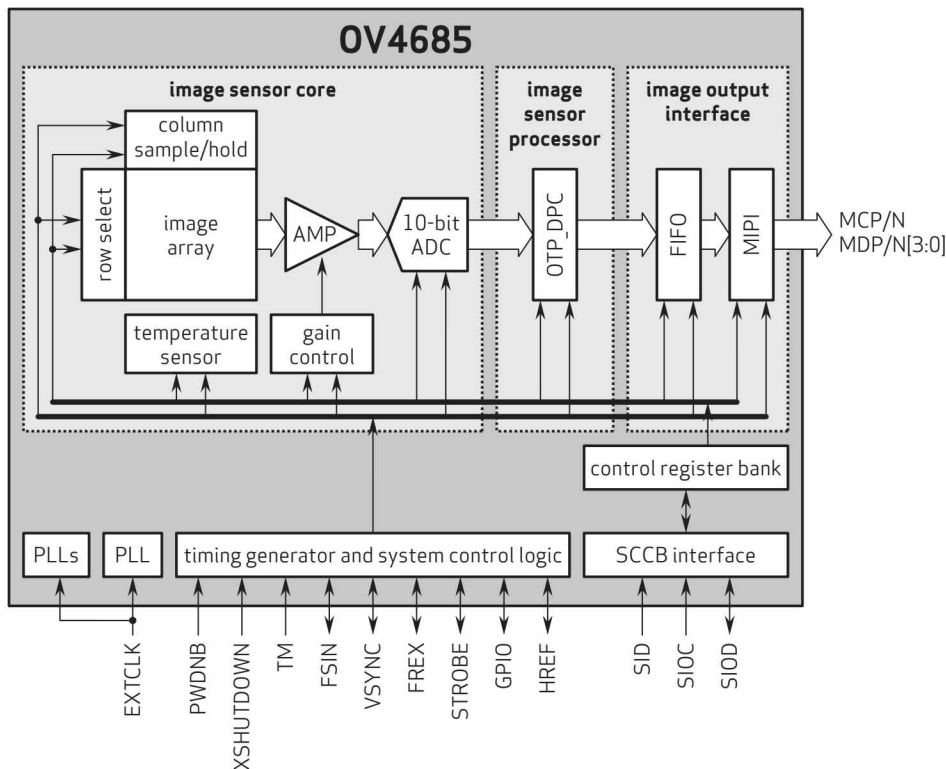 OV4685
image sensor core
image
sensor
processor
image output
interface
column
sample/hold
row select
image
array
AMP
10-bit
ADC
OTP_DPC
FIFO
MIPI
MCP/N
MDP/N[3:0]
temperature
sensor
gain
control
control register bank
PLLs
PLL
timing generator and system control logic
SCCB interface
EXTCLK
PWDNB
XSHUTDOWN
TM
FSIN
VSYNC
FREX
STROBE
GPIO
HREF
SID
SIOC
SIOD